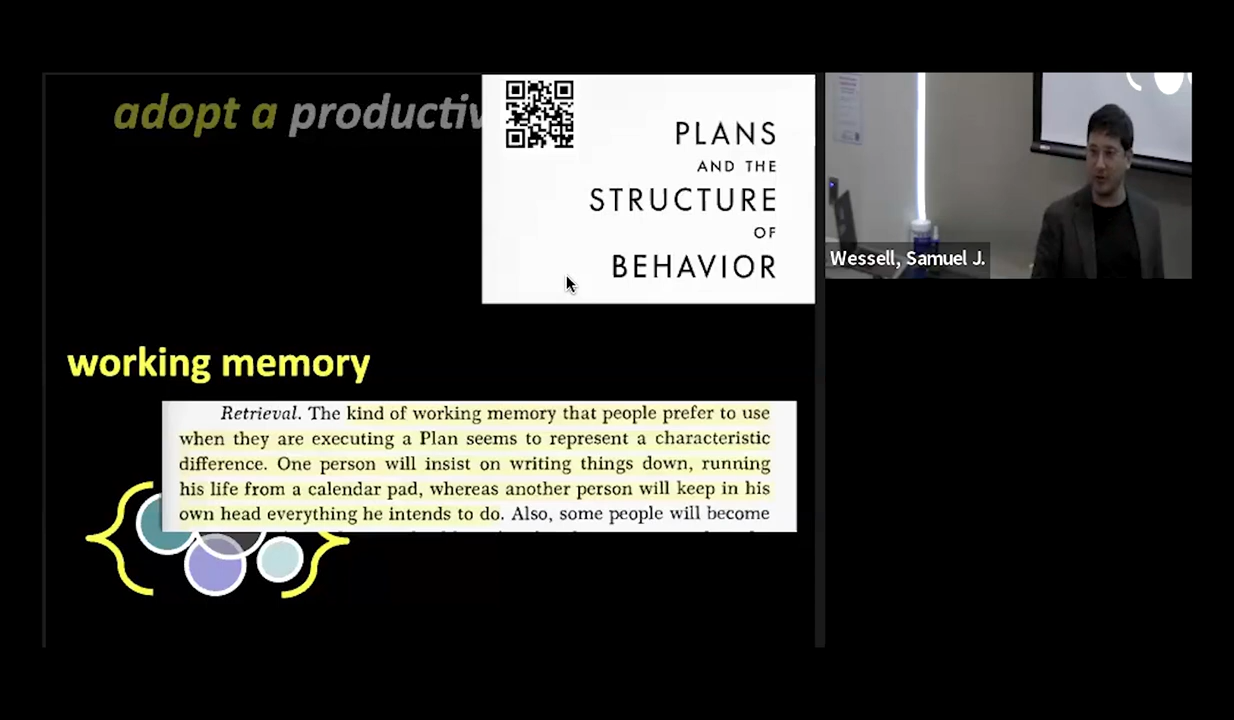 adopt a productiv
PLANS
AND THE
STRUCTURE
OF
BEHAVIOR
Wessell, Samuel J.
working memory
Retrieval. The kind of working memory that people prefer to use
when they are executing a Plan seems to represent a characteristic
difference. One person will insist on writing things down, running
his life from a calendar pad, whereas another person will keep in his
own head everything he intends to do. Also, some people will become